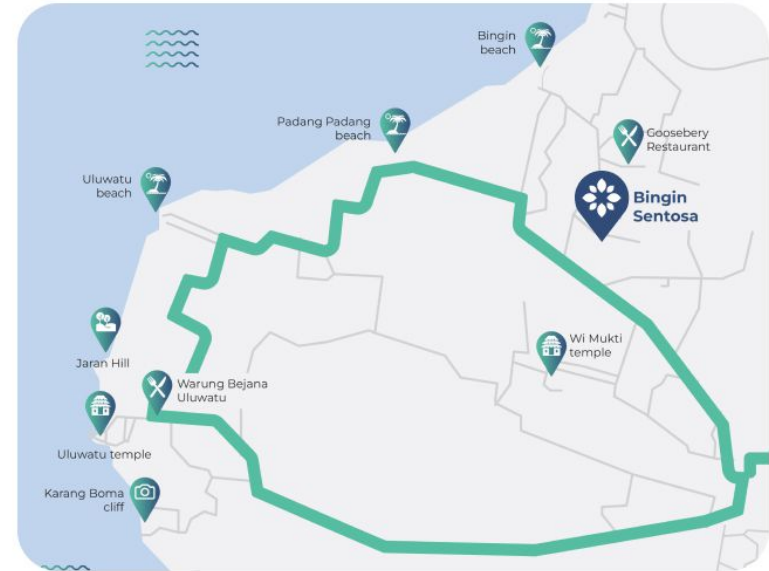 Bingin
beach
Padang Padang
beach
Goosebery
Restaurant
Uluwatu
beach
Bingin
Sentosa
Wi Mukti
temple
Jaran Hill
Warung Bejana
Uluwatu
Uluwatu temple
Karang Boma
cliff